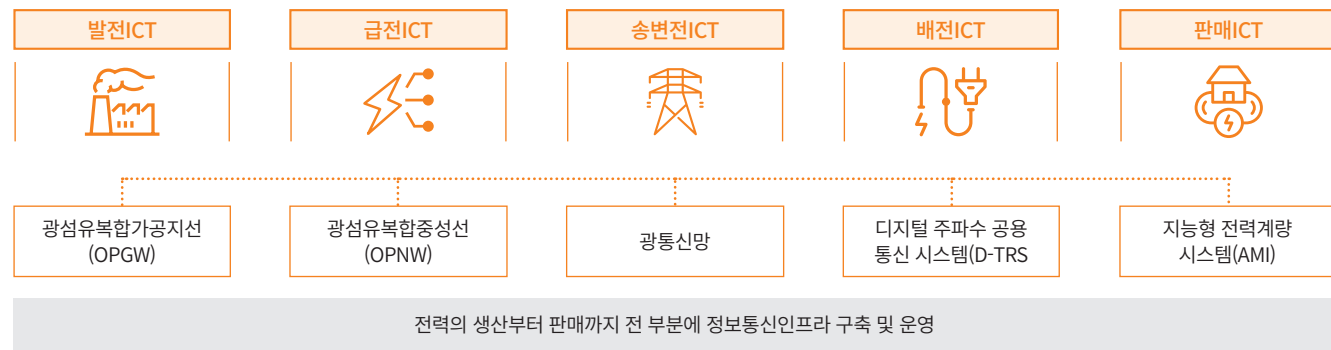 발전ICT
급전ICT
송변전ICT
배전ICT
판매ICT
광섬유복합가공지선
(OPGW)
광섬유복합중성선
(OPNW)
광통신망
디지털 주파수 공용
통신 시스템(D-TRS
지능형 전력계량
시스템(AMI)
전력의 생산부터 판매까지 전 부분에 정보통신인프라 구축 및 운영